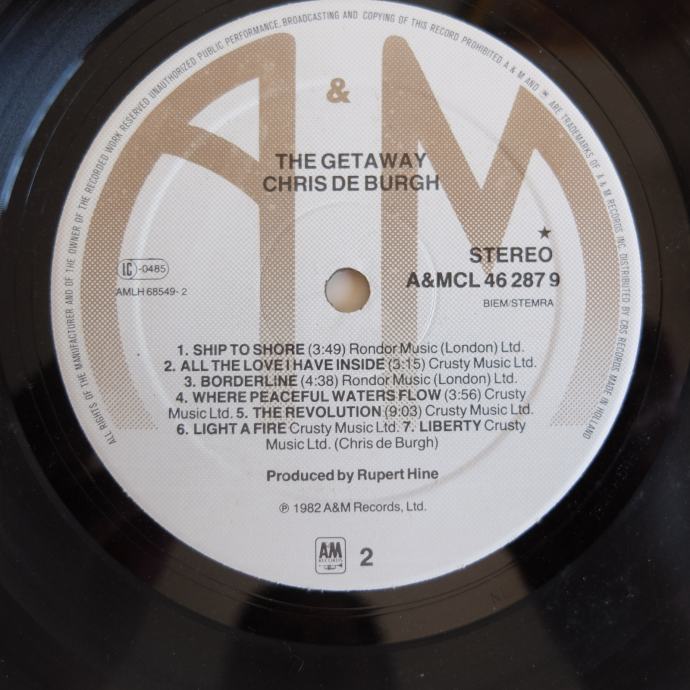 ALL RIGHTS OF THE MANUFACTURER AND OF THE OWNER OF THE RECORDED WORK RESERVED UNAUTHORIZED PUBLIC PERFORMANCE, BROADCASTING AND COPYING OF THIS RECORD PROHIBITED A & M AND ★ ARE TRADEMARKS OF A & M RECORDS INC. DISTRIBUTED BY CBS RECORDS MADE IN HOLLAND
A & M
THE GETAWAY
CHRIS DE BURGH
★
STEREO
LC-0485
A&MCL 46 287 9
AMLH 68549-2
BIEM/STEMRA
1. SHIP TO SHORE (3:49) Rondor Music (London) Ltd.
2. ALL THE LOVE I HAVE INSIDE (3:15) Crusty Music Ltd.
3. BORDERLINE (4:38) Rondor Music (London) Ltd.
4. WHERE PEACEFUL WATERS FLOW (3:56) Crusty
Music Ltd. 5. THE REVOLUTION (9:03) Crusty Music Ltd.
6. LIGHT A FIRE Crusty Music Ltd. 7. LIBERTY Crusty
Music Ltd. (Chris de Burgh)
Produced by Rupert Hine
℗ 1982 A&M Records, Ltd.
AM
RECORDS
2